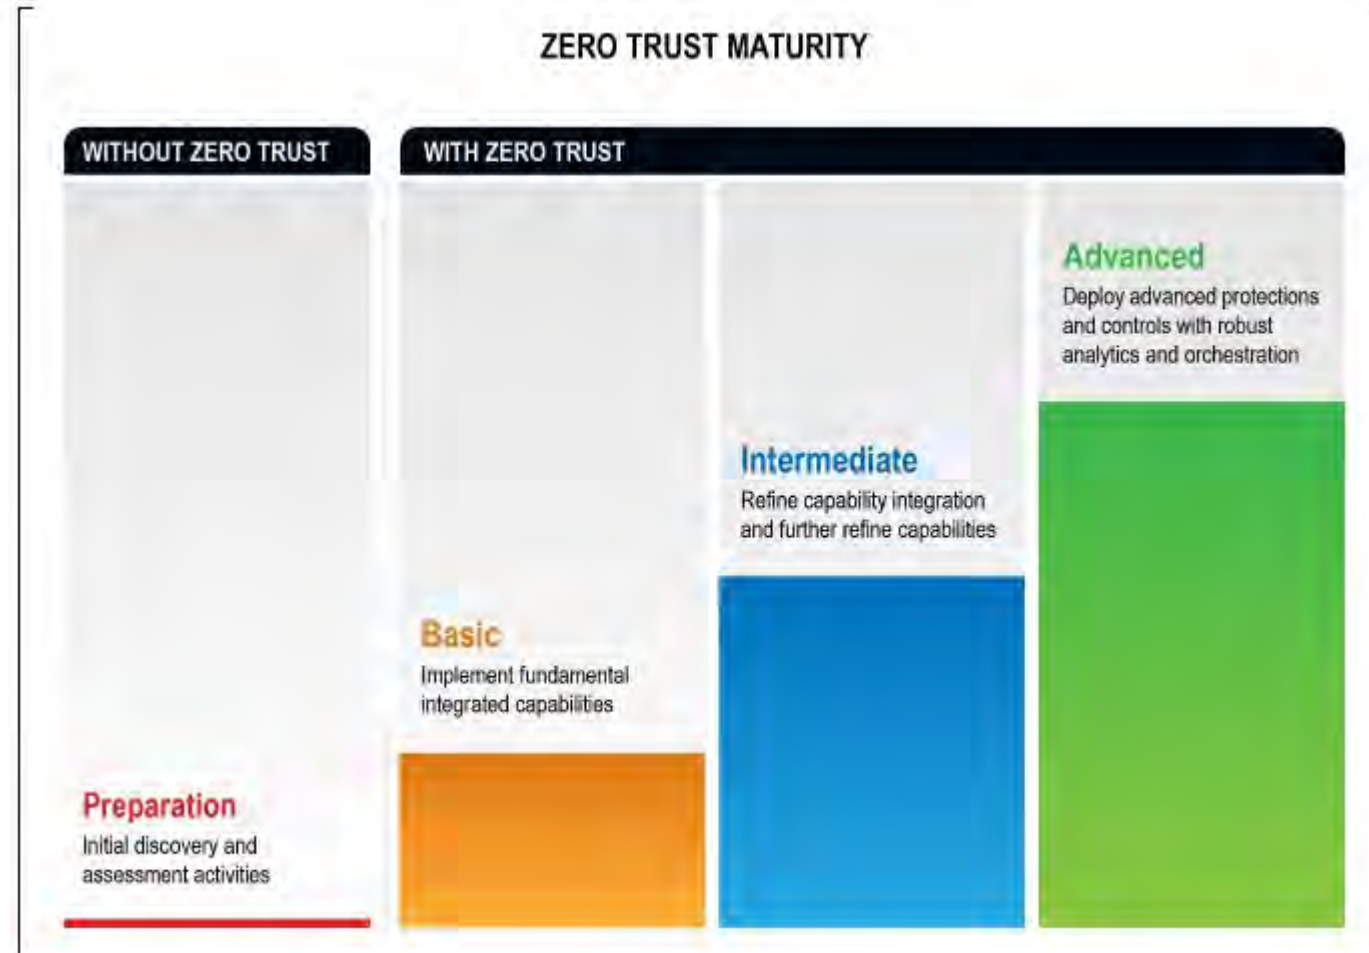 ZERO TRUST MATURITY
WITHOUT ZERO TRUST
WITH ZERO TRUST
Preparation
Initial discovery and
assessment activities
Basic
Implement fundamental
integrated capabilities
Intermediate
Refine capability integration
and further refine capabilities
Advanced
Deploy advanced protections
and controls with robust
analytics and orchestration